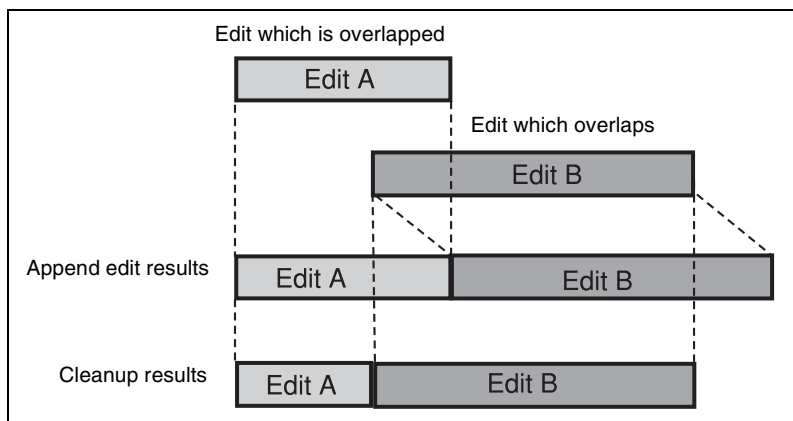 Edit which is overlapped
Edit A
Edit which overlaps
Edit B
Append edit results
Edit A
Edit B
Cleanup results
Edit A
Edit B